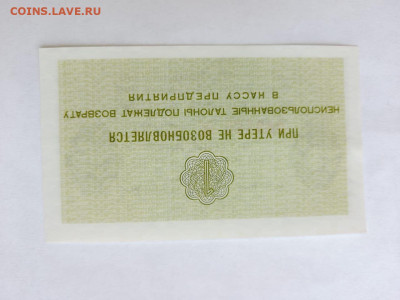 COINS.LAVE.RU
1
ПРИ УТЕРЕ НЕ ВОЗОБНОВЛЯЕТСЯ
НЕИСПОЛЬЗОВАННЫЕ ТАЛОНЫ ПОДЛЕЖАТ ВОЗВРАТУ
В КАССУ ПРЕДПРИЯТИЯ